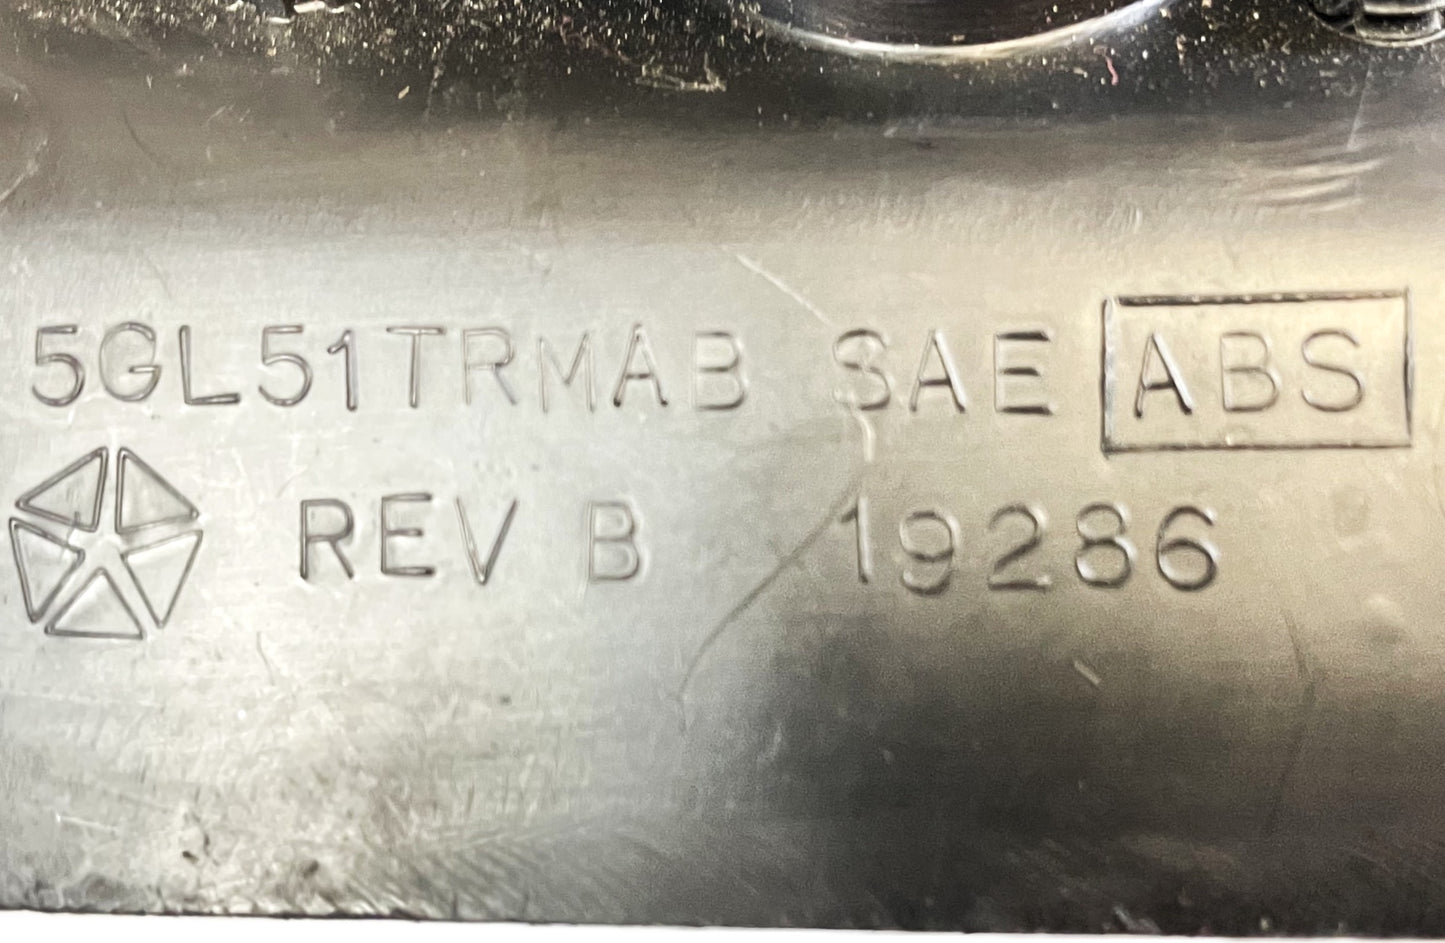 5GL51TRMAB SAE ABS
REV B 19286